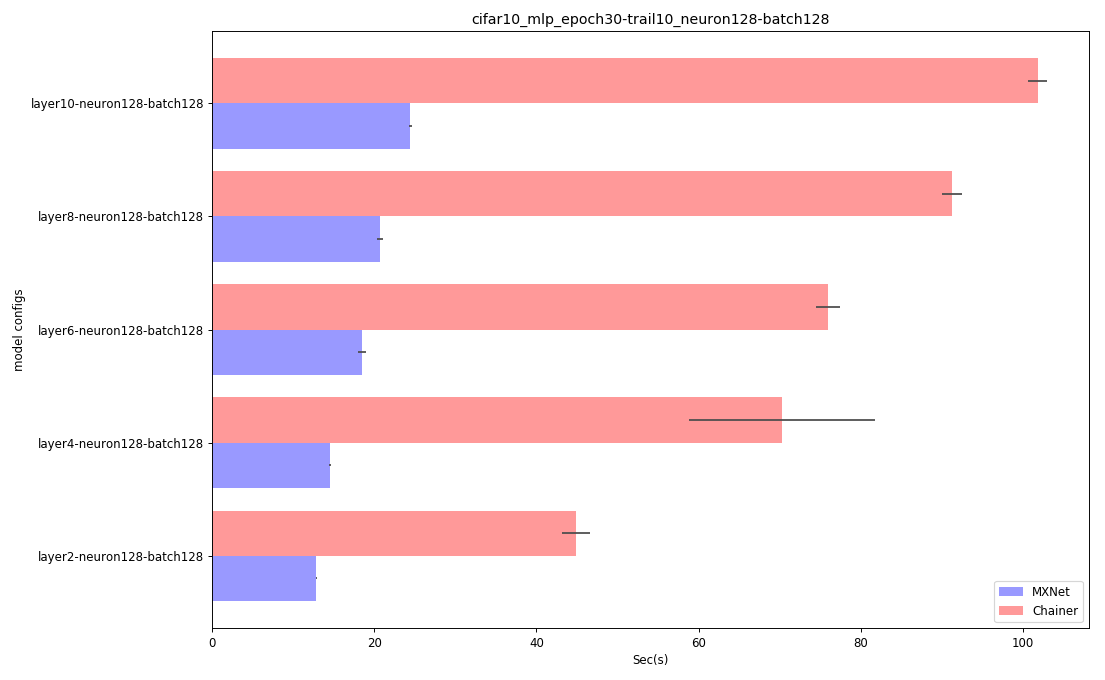 cifar10_mlp_epoch30-trail10_neuron128-batch128
layer10-neuron128-batch128
layer8-neuron128-batch128
layer6-neuron128-batch128
layer4-neuron128-batch128
layer2-neuron128-batch128
model configs
MXNet
Chainer
0 20 40 60 80 100
Sec(s)